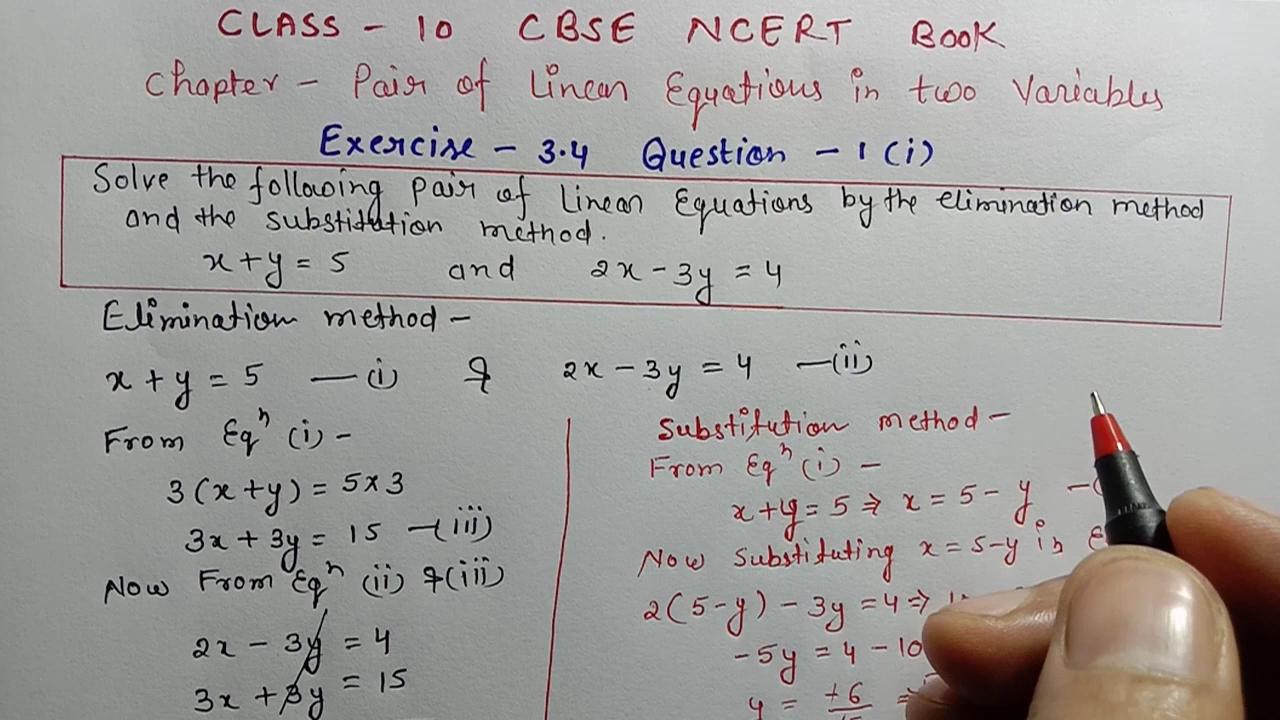 CLASS - 10 CBSE NCERT BOOK
Chapter - Pair of Linear Equations in two Variables
Exercise - 3.4 Question - 1 (i)
Solve the following pair of linear Equations by the elimination method
and the substitution method.
x + y = 5 and 2x - 3y = 4
Elimination method -
x + y = 5 —(i) & 2x - 3y = 4 —(ii)
From Eqⁿ (i) -
3(x+y) = 5×3
3x + 3y = 15 —(iii)
Now From Eqⁿ (ii) & (iii)
2x - 3y = 4
3x + 3y = 15
Substitution method -
From Eqⁿ (i) -
x + y = 5 ⇒ x = 5 - y
Now Substituting x = 5-y in
2(5-y) - 3y = 4 ⇒
-5y = 4 - 10
y =